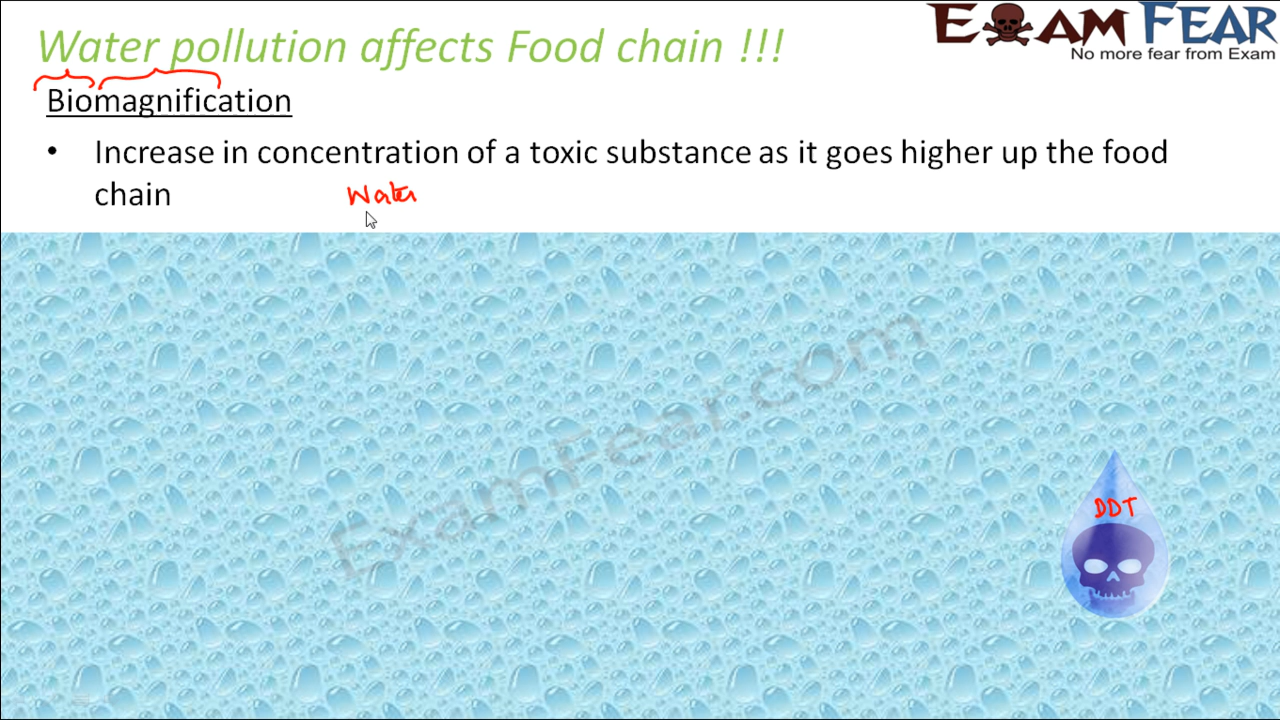 Water pollution affects Food chain !!!
EXAM FEAR
No more fear from Exam
Biomagnification
• Increase in concentration of a toxic substance as it goes higher up the food
chain
Water
ExamFear.com
DDT